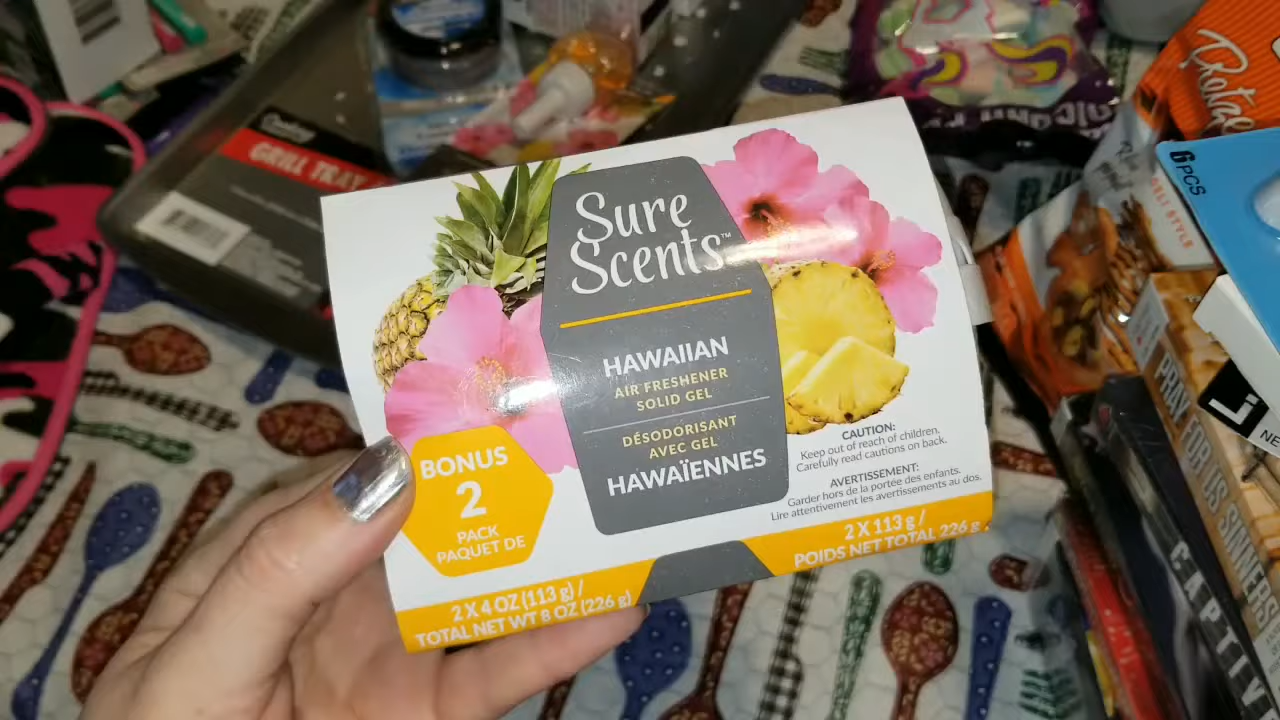 Sure
Scents™
HAWAIIAN
AIR FRESHENER
SOLID GEL
DÉSODORISANT
AVEC GEL
HAWAÏENNES
BONUS
2
PACK
PAQUET DE
CAUTION:
Keep out of reach of children.
Carefully read cautions on back.
AVERTISSEMENT:
Garder hors de la portée des enfants.
Lire attentivement les avertissements au dos.
2 X 4 OZ (113 g) /
TOTAL NET WT 8 OZ (226 g)
2 X 113 g /
POIDS NET TOTAL 226 g
GRILL TRAY
6 PCS
PRAY FOR US SINNERS